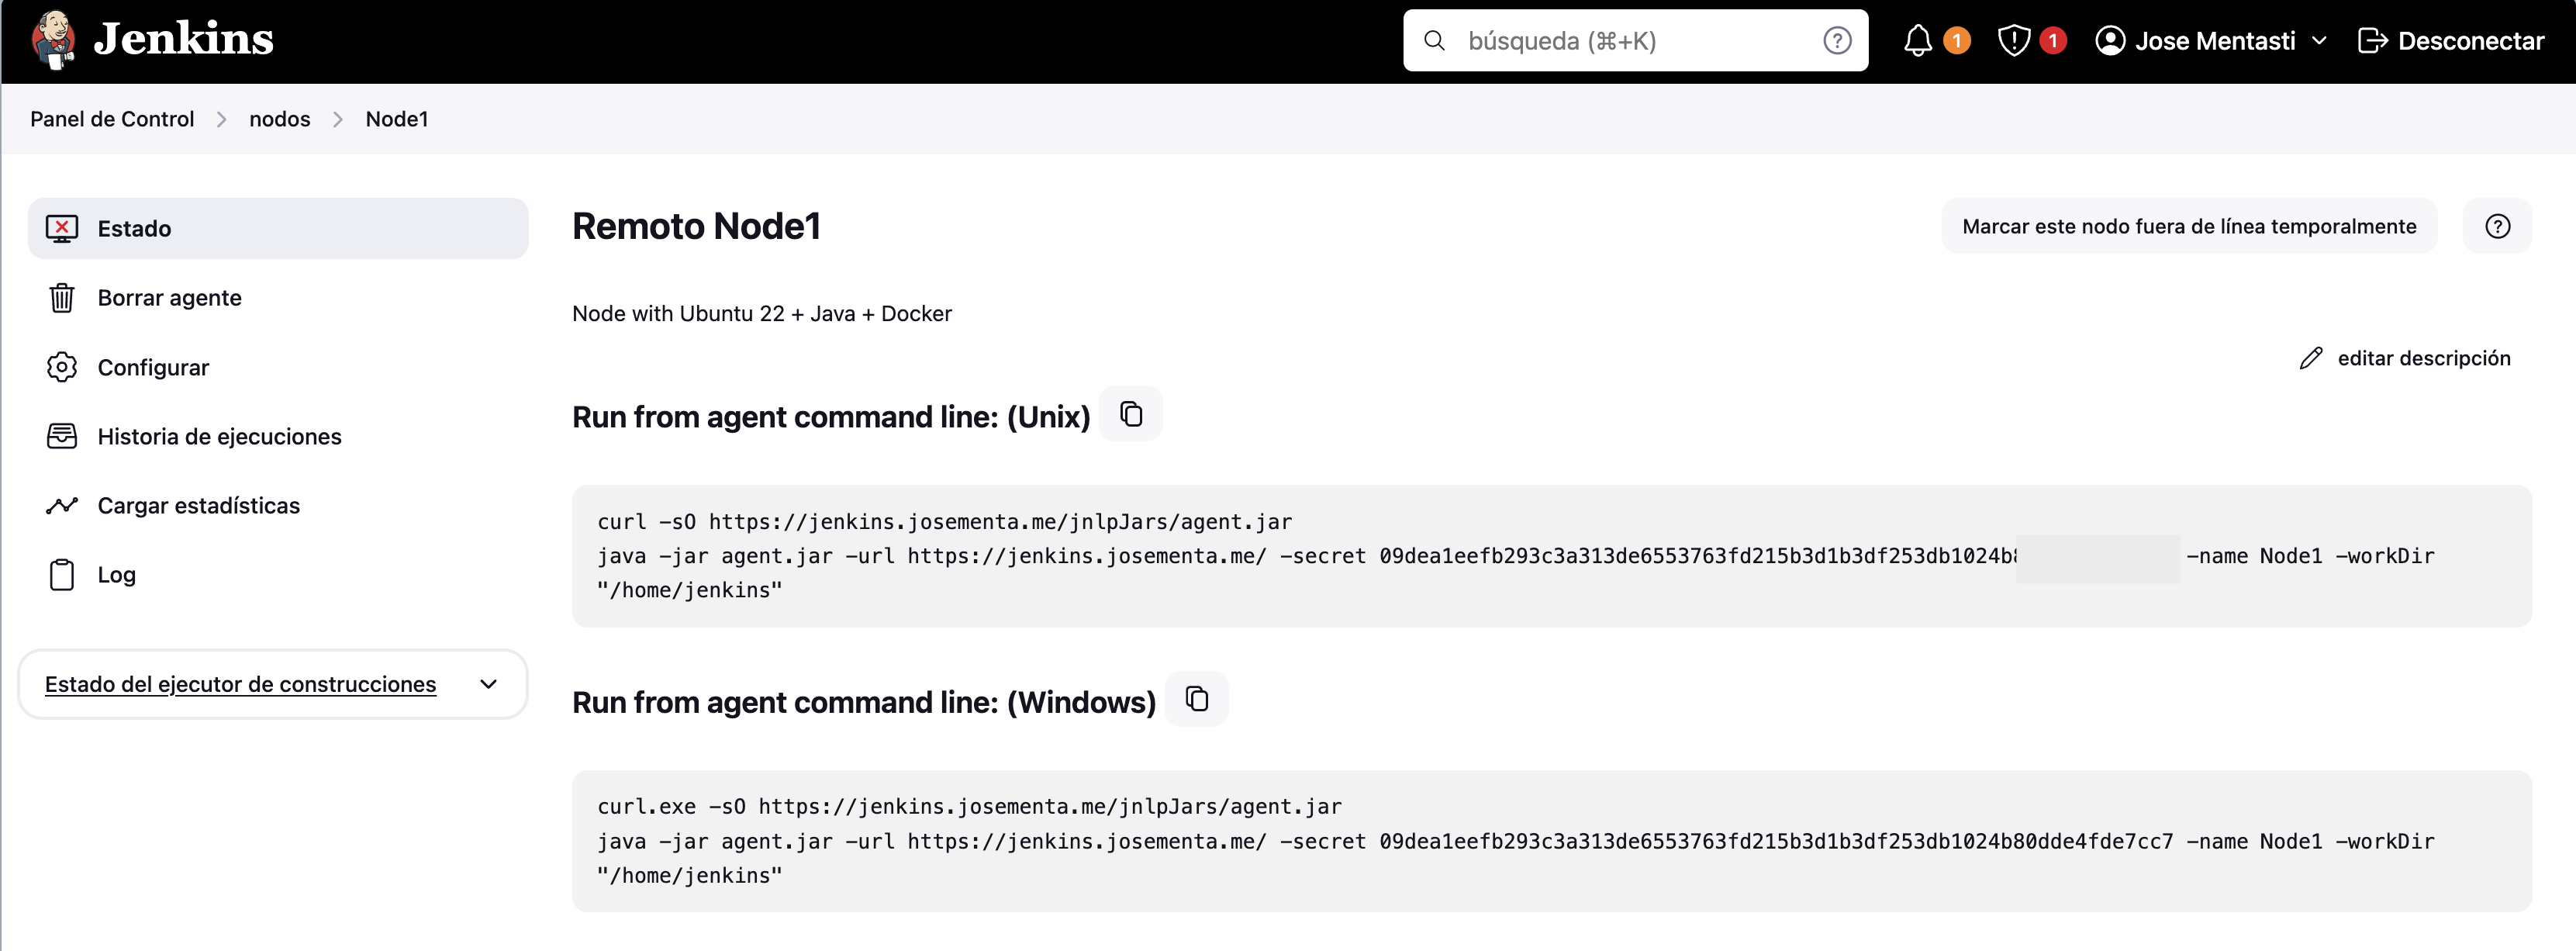 Jenkins
búsqueda (⌘+K)
1
1
Jose Mentasti
Desconectar
Panel de Control > nodos > Node1
Estado
Borrar agente
Configurar
Historia de ejecuciones
Cargar estadísticas
Log
Estado del ejecutor de construcciones
Remoto Node1
Marcar este nodo fuera de línea temporalmente
?
Node with Ubuntu 22 + Java + Docker
editar descripción
Run from agent command line: (Unix)
curl -sO https://jenkins.josementa.me/jnlpJars/agent.jar
java -jar agent.jar -url https://jenkins.josementa.me/ -secret 09dea1eefb293c3a313de6553763fd215b3d1b3df253db1024b -name Node1 -workDir
"/home/jenkins"
Run from agent command line: (Windows)
curl.exe -sO https://jenkins.josementa.me/jnlpJars/agent.jar
java -jar agent.jar -url https://jenkins.josementa.me/ -secret 09dea1eefb293c3a313de6553763fd215b3d1b3df253db1024b80dde4fde7cc7 -name Node1 -workDir
"/home/jenkins"